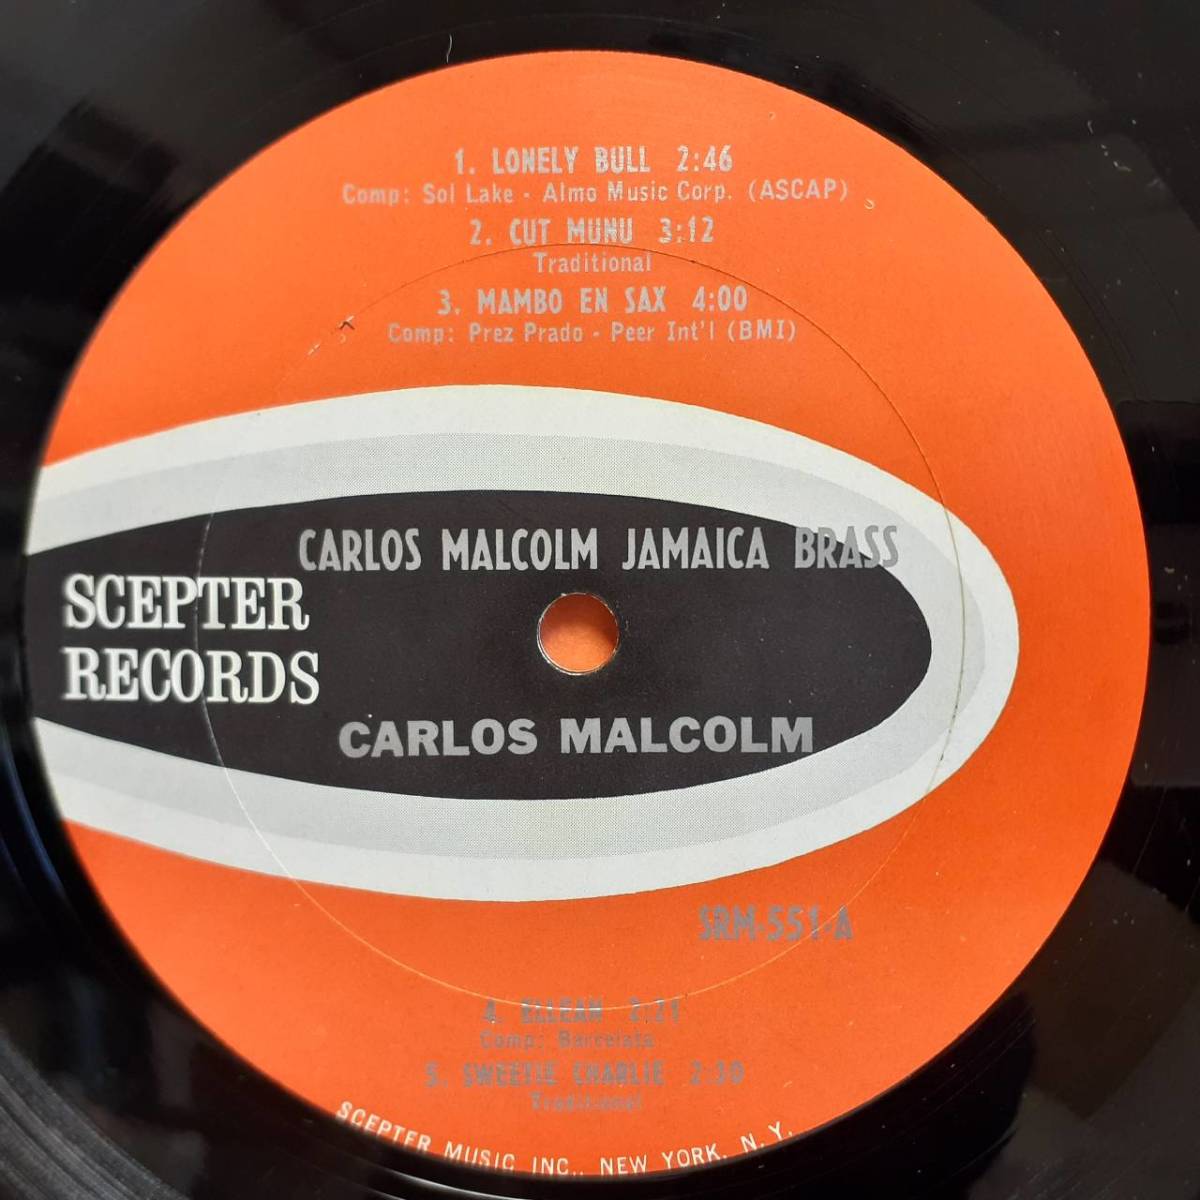 1. LONELY BULL 2:46
Comp: Sol Lake - Almo Music Corp. (ASCAP)
2. CUT MUNU 3:12
Traditional
3. MAMBO EN SAX 4:00
Comp: Prez Prado - Peer Int'l (BMI)
CARLOS MALCOLM JAMAICA BRASS
SCEPTER
RECORDS
CARLOS MALCOLM
SRM-551-A
4. ELLEAN 2:21
Comp: Barrelata
5. SWEETIE CHARLIE 2:30
Traditional
SCEPTER MUSIC INC., NEW YORK, N.Y.